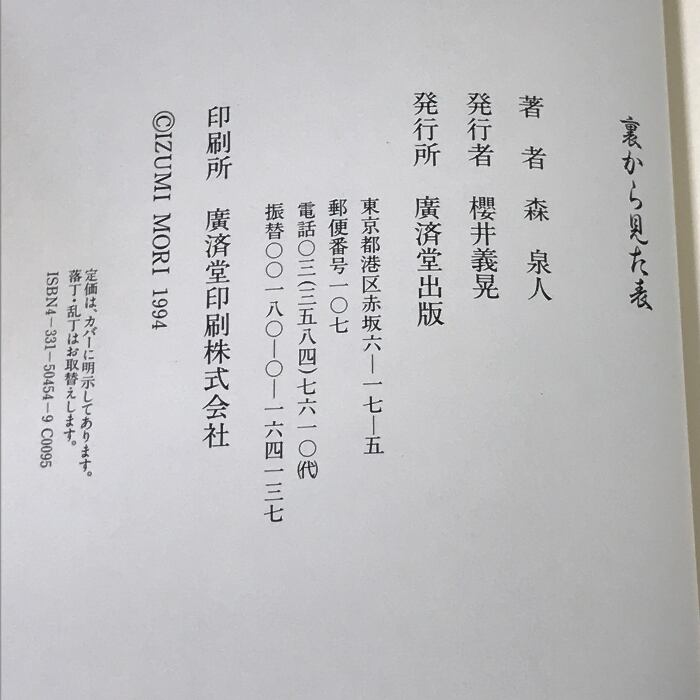 裏から見た表
著者 森泉人
発行者 櫻井義晃
発行所 廣済堂出版
東京都港区赤坂六―一七―五
郵便番号一〇七
電話〇三(三五八四)七六一〇㈹
振替〇〇一八〇―〇―一六四一三七
印刷所 廣済堂印刷株式会社
©IZUMI MORI 1994
定価は、カバーに明示してあります。
落丁・乱丁はお取替えします。
ISBN4-331-50454-9 C0095